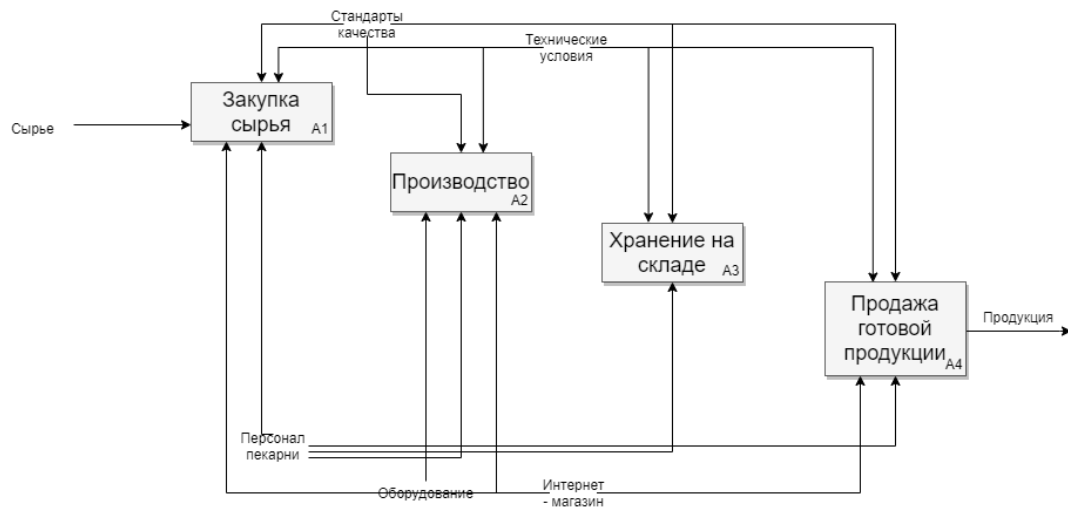 Стандарты
качества
Технические
условия
Закупка
сырья
A1
Сырье
Производство
A2
Хранение на
складе
A3
Продажа
готовой
продукции
A4
Продукция
Персонал
пекарни
Оборудование
Интернет
- магазин